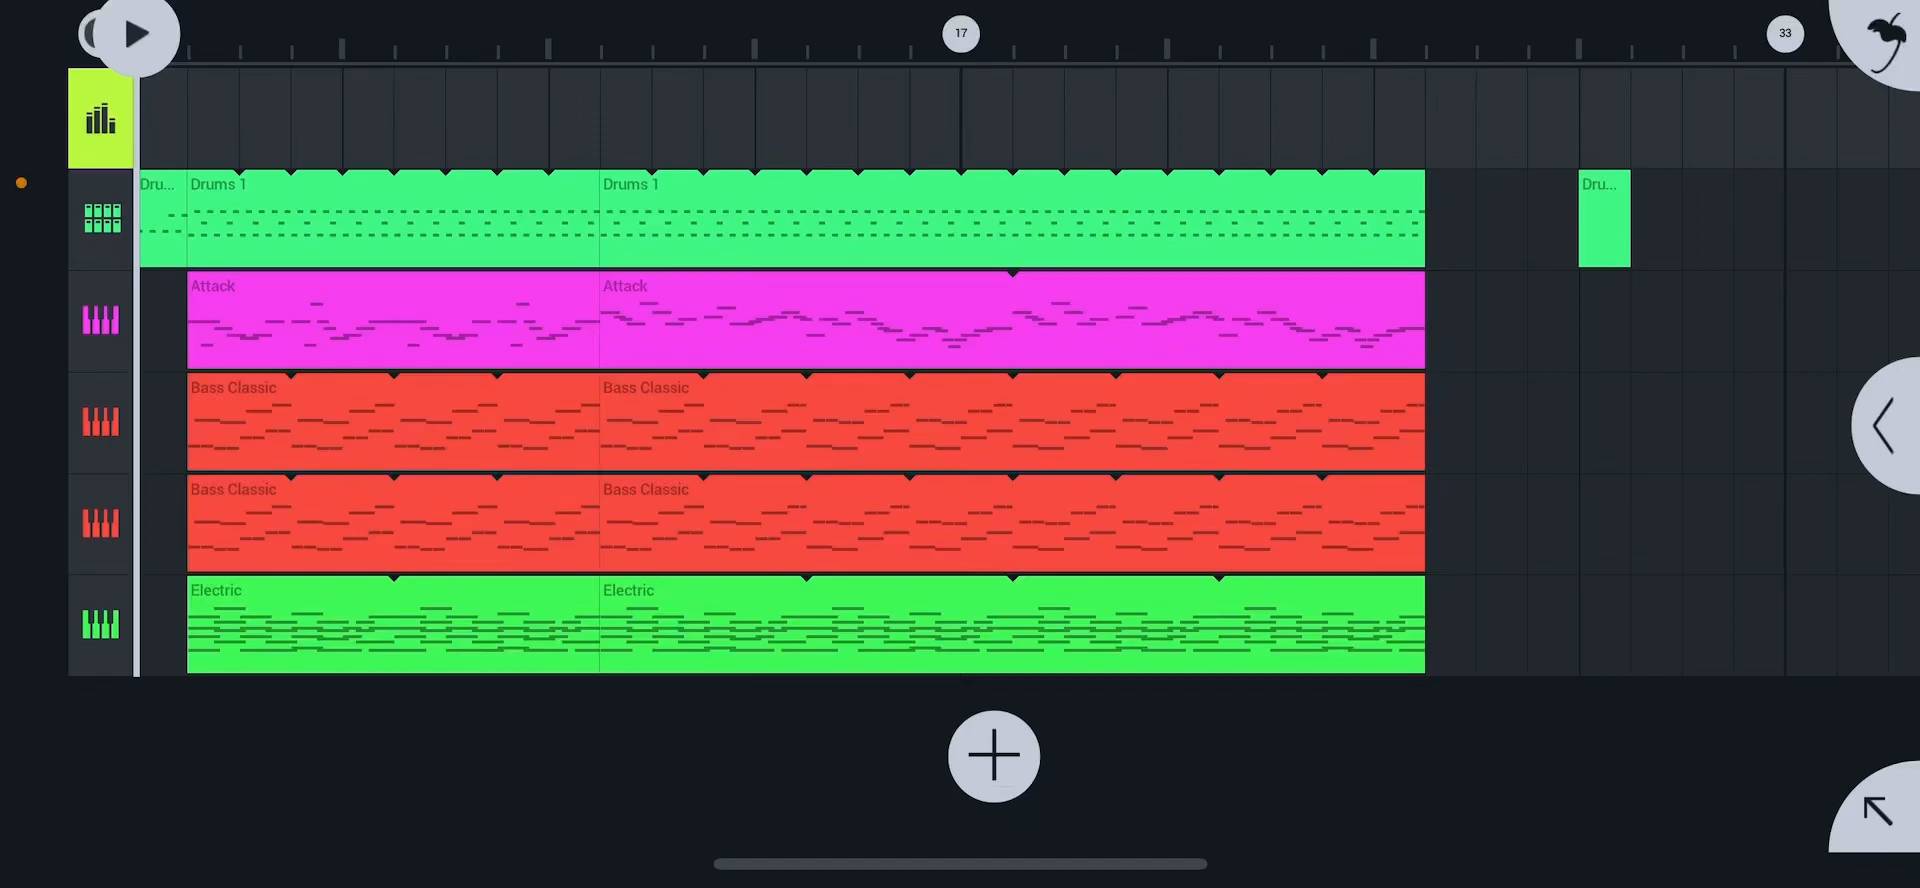 17
33
Dru...
Drums 1
Drums 1
Dru...
Attack
Attack
Bass Classic
Bass Classic
Bass Classic
Bass Classic
Electric
Electric